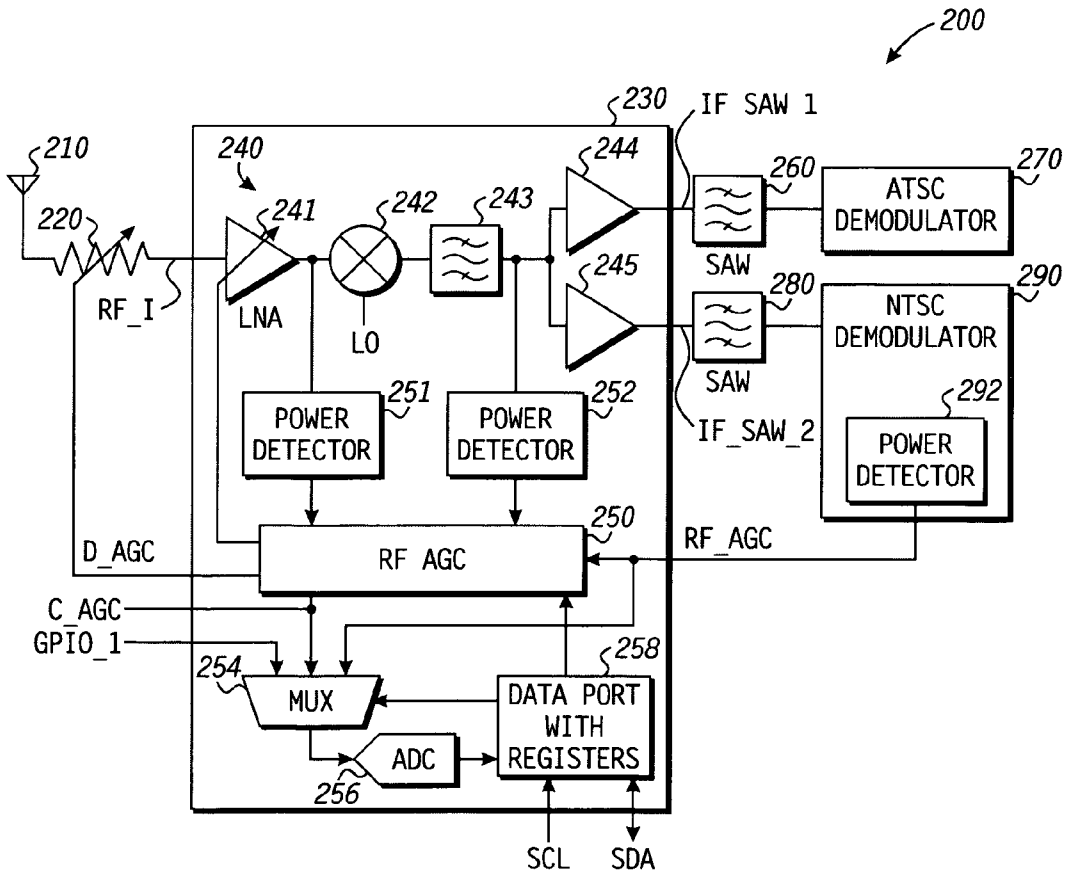 200
230
IF SAW 1
210
240
244
260
270
220
241
242
243
ATSC
DEMODULATOR
SAW
RF_I
LNA
LO
245
280
290
NTSC
DEMODULATOR
SAW
251
252
292
POWER
DETECTOR
POWER
DETECTOR
IF_SAW_2
POWER
DETECTOR
250
D_AGC
RF AGC
RF_AGC
C_AGC
GPIO_1
254
258
MUX
DATA PORT
WITH
REGISTERS
ADC
256
SCL
SDA